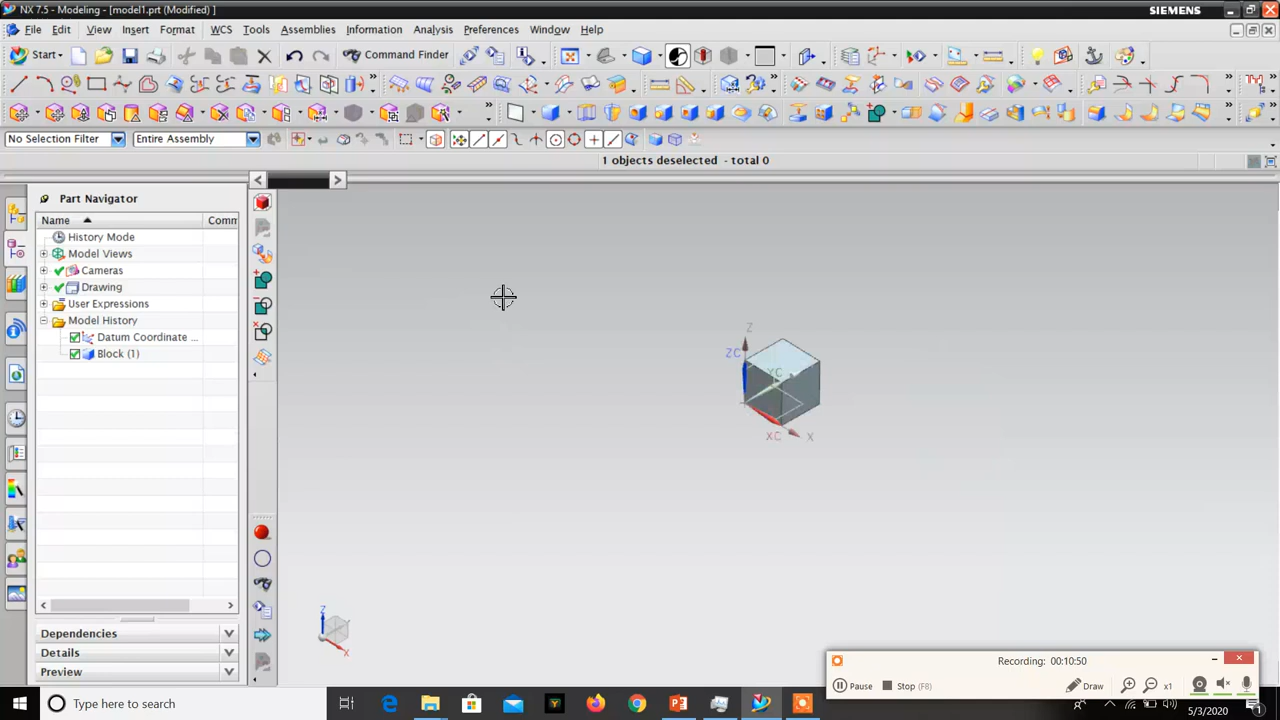 NX 7.5 - Modeling - [model1.prt (Modified) ]
SIEMENS
File Edit View Insert Format WCS Tools Assemblies Information Analysis Preferences Window Help
Start Command Finder
No Selection Filter Entire Assembly
1 objects deselected - total 0
Part Navigator
Name Comm
History Mode
Model Views
Cameras
Drawing
User Expressions
Model History
Datum Coordinate ...
Block (1)
Z
ZC
YC
XC X
Z
X
Dependencies
Details
Preview
Recording: 00:10:50
Pause Stop (F8) Draw x1
Type here to search
5/3/2020